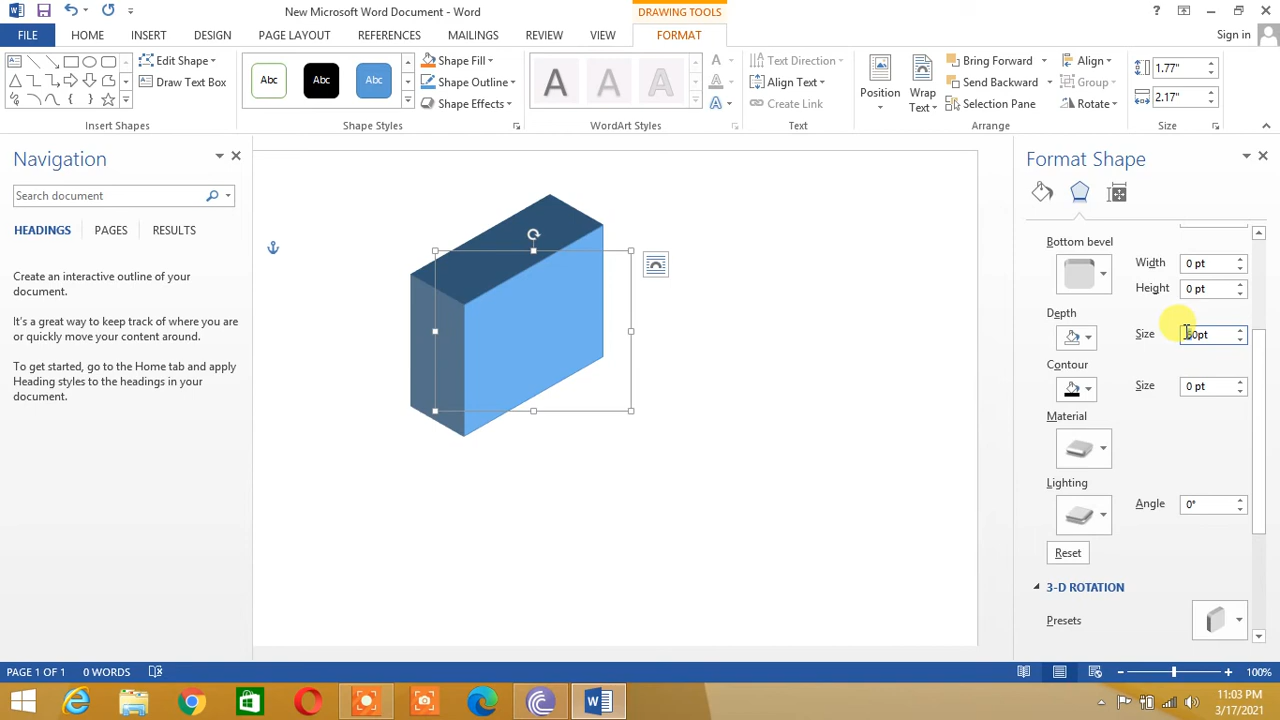 New Microsoft Word Document - Word
DRAWING TOOLS
?
FILE HOME INSERT DESIGN PAGE LAYOUT REFERENCES MAILINGS REVIEW VIEW FORMAT Sign in
Edit Shape
Draw Text Box
Insert Shapes
Abc Abc Abc
Shape Fill
Shape Outline
Shape Effects
Shape Styles
A A A
WordArt Styles
Text Direction
Align Text
Create Link
Text
Position
Wrap Text
Bring Forward
Send Backward
Selection Pane
Align
Group
Rotate
Arrange
1.77"
2.17"
Size
Navigation
Search document
HEADINGS PAGES RESULTS
Create an interactive outline of your
document.
It's a great way to keep track of where you are
or quickly move your content around.
To get started, go to the Home tab and apply
Heading styles to the headings in your
document.
Format Shape
Bottom bevel
Width 0 pt
Height 0 pt
Depth
Size
Contour
Size 0 pt
Material
Lighting
Angle 0°
Reset
3-D ROTATION
Presets
PAGE 1 OF 1 0 WORDS 100%
11:03 PM
3/17/2021